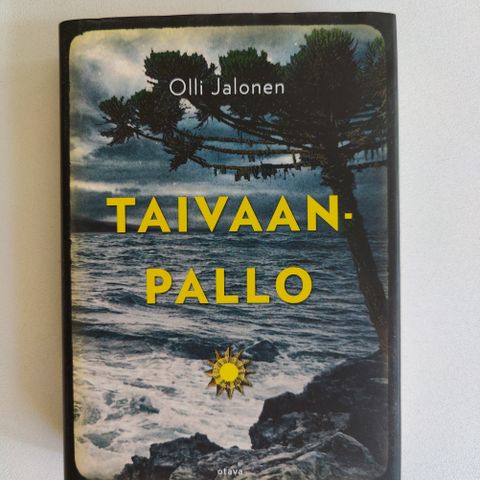 Olli Jalonen
TAIVAAN-
PALLO
otava